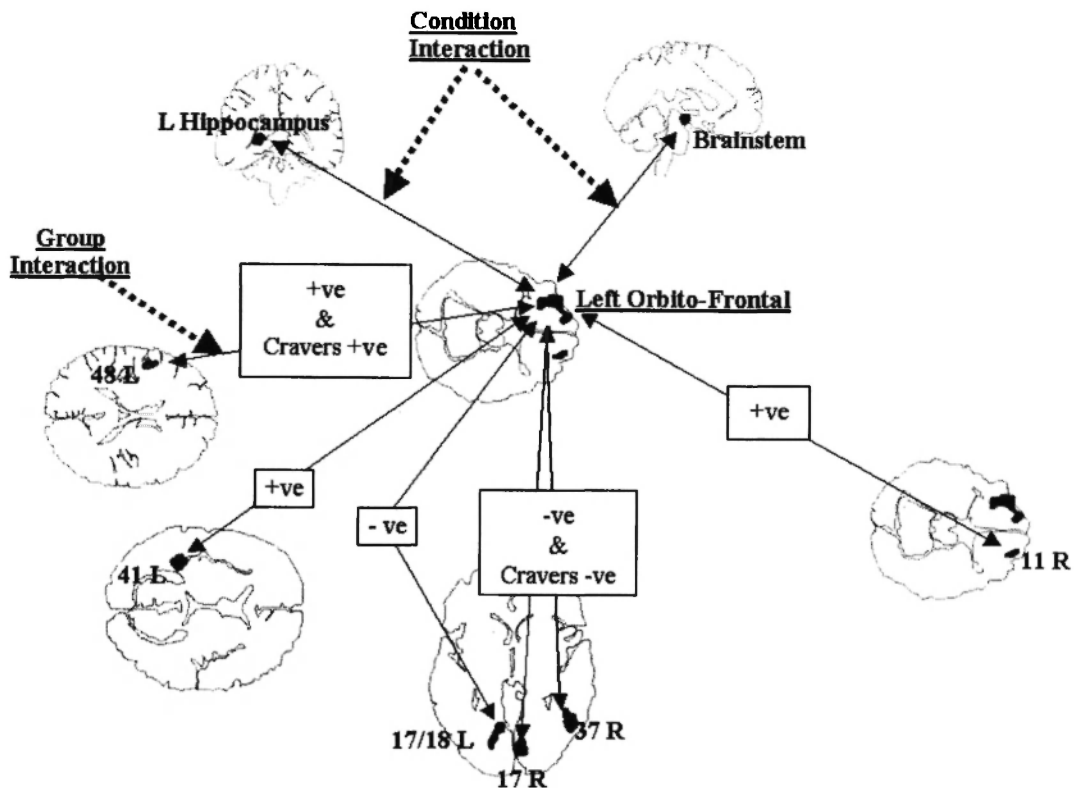 Condition
Interaction
L Hippocampus
Brainstem
Group
Interaction
+ve
&
Cravers +ve
Left Orbito-Frontal
48 L
+ve
+ve
- ve
-ve
&
Cravers -ve
41 L
11 R
17/18 L
37 R
17 R